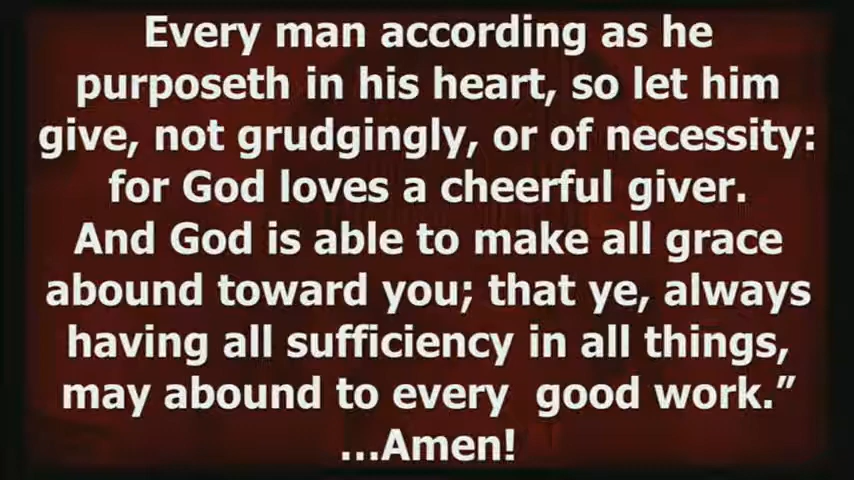 Every man according as he
purposeth in his heart, so let him
give, not grudgingly, or of necessity:
for God loves a cheerful giver.
And God is able to make all grace
abound toward you; that ye, always
having all sufficiency in all things,
may abound to every  good work.”
...Amen!